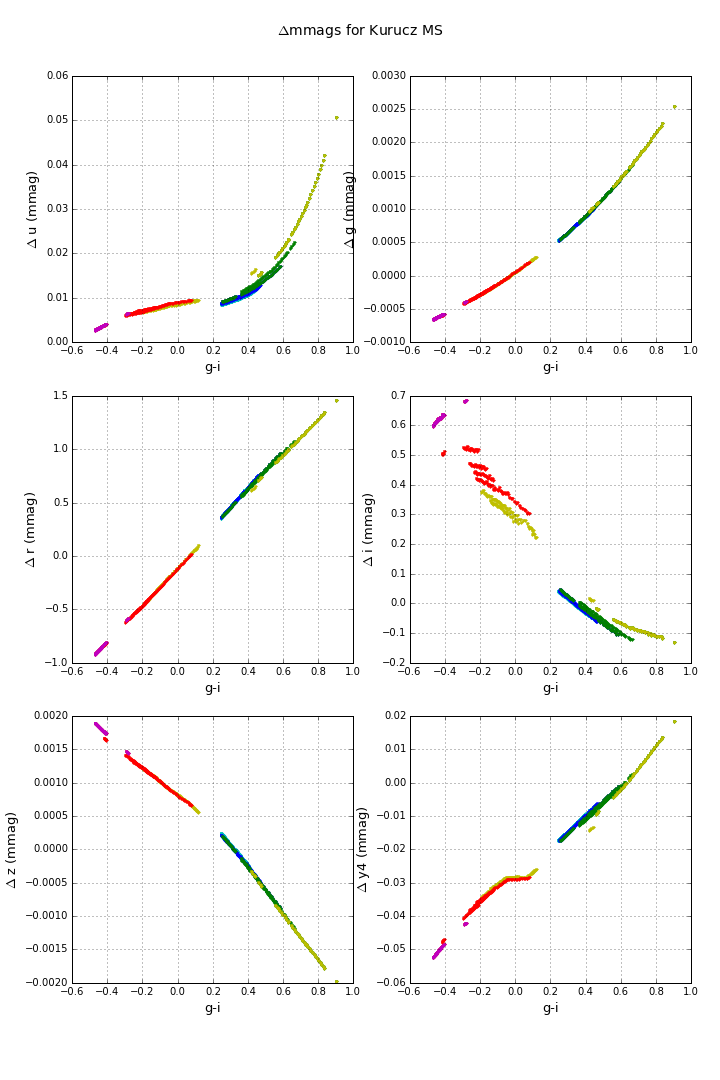 Δmmags for Kurucz MS
0.06
0.05
0.04
0.03
0.02
0.01
0.00
Δ u (mmag)
−0.6 −0.4 −0.2 0.0 0.2 0.4 0.6 0.8 1.0
g-i
0.0030
0.0025
0.0020
0.0015
0.0010
0.0005
0.0000
−0.0005
−0.0010
Δ g (mmag)
−0.6 −0.4 −0.2 0.0 0.2 0.4 0.6 0.8 1.0
g-i
1.5
1.0
0.5
0.0
−0.5
−1.0
Δ r (mmag)
−0.6 −0.4 −0.2 0.0 0.2 0.4 0.6 0.8 1.0
g-i
0.7
0.6
0.5
0.4
0.3
0.2
0.1
0.0
−0.1
−0.2
Δ i (mmag)
−0.6 −0.4 −0.2 0.0 0.2 0.4 0.6 0.8 1.0
g-i
0.0020
0.0015
0.0010
0.0005
0.0000
−0.0005
−0.0010
−0.0015
−0.0020
Δ z (mmag)
−0.6 −0.4 −0.2 0.0 0.2 0.4 0.6 0.8 1.0
g-i
0.02
0.01
0.00
−0.01
−0.02
−0.03
−0.04
−0.05
−0.06
Δ y4 (mmag)
−0.6 −0.4 −0.2 0.0 0.2 0.4 0.6 0.8 1.0
g-i